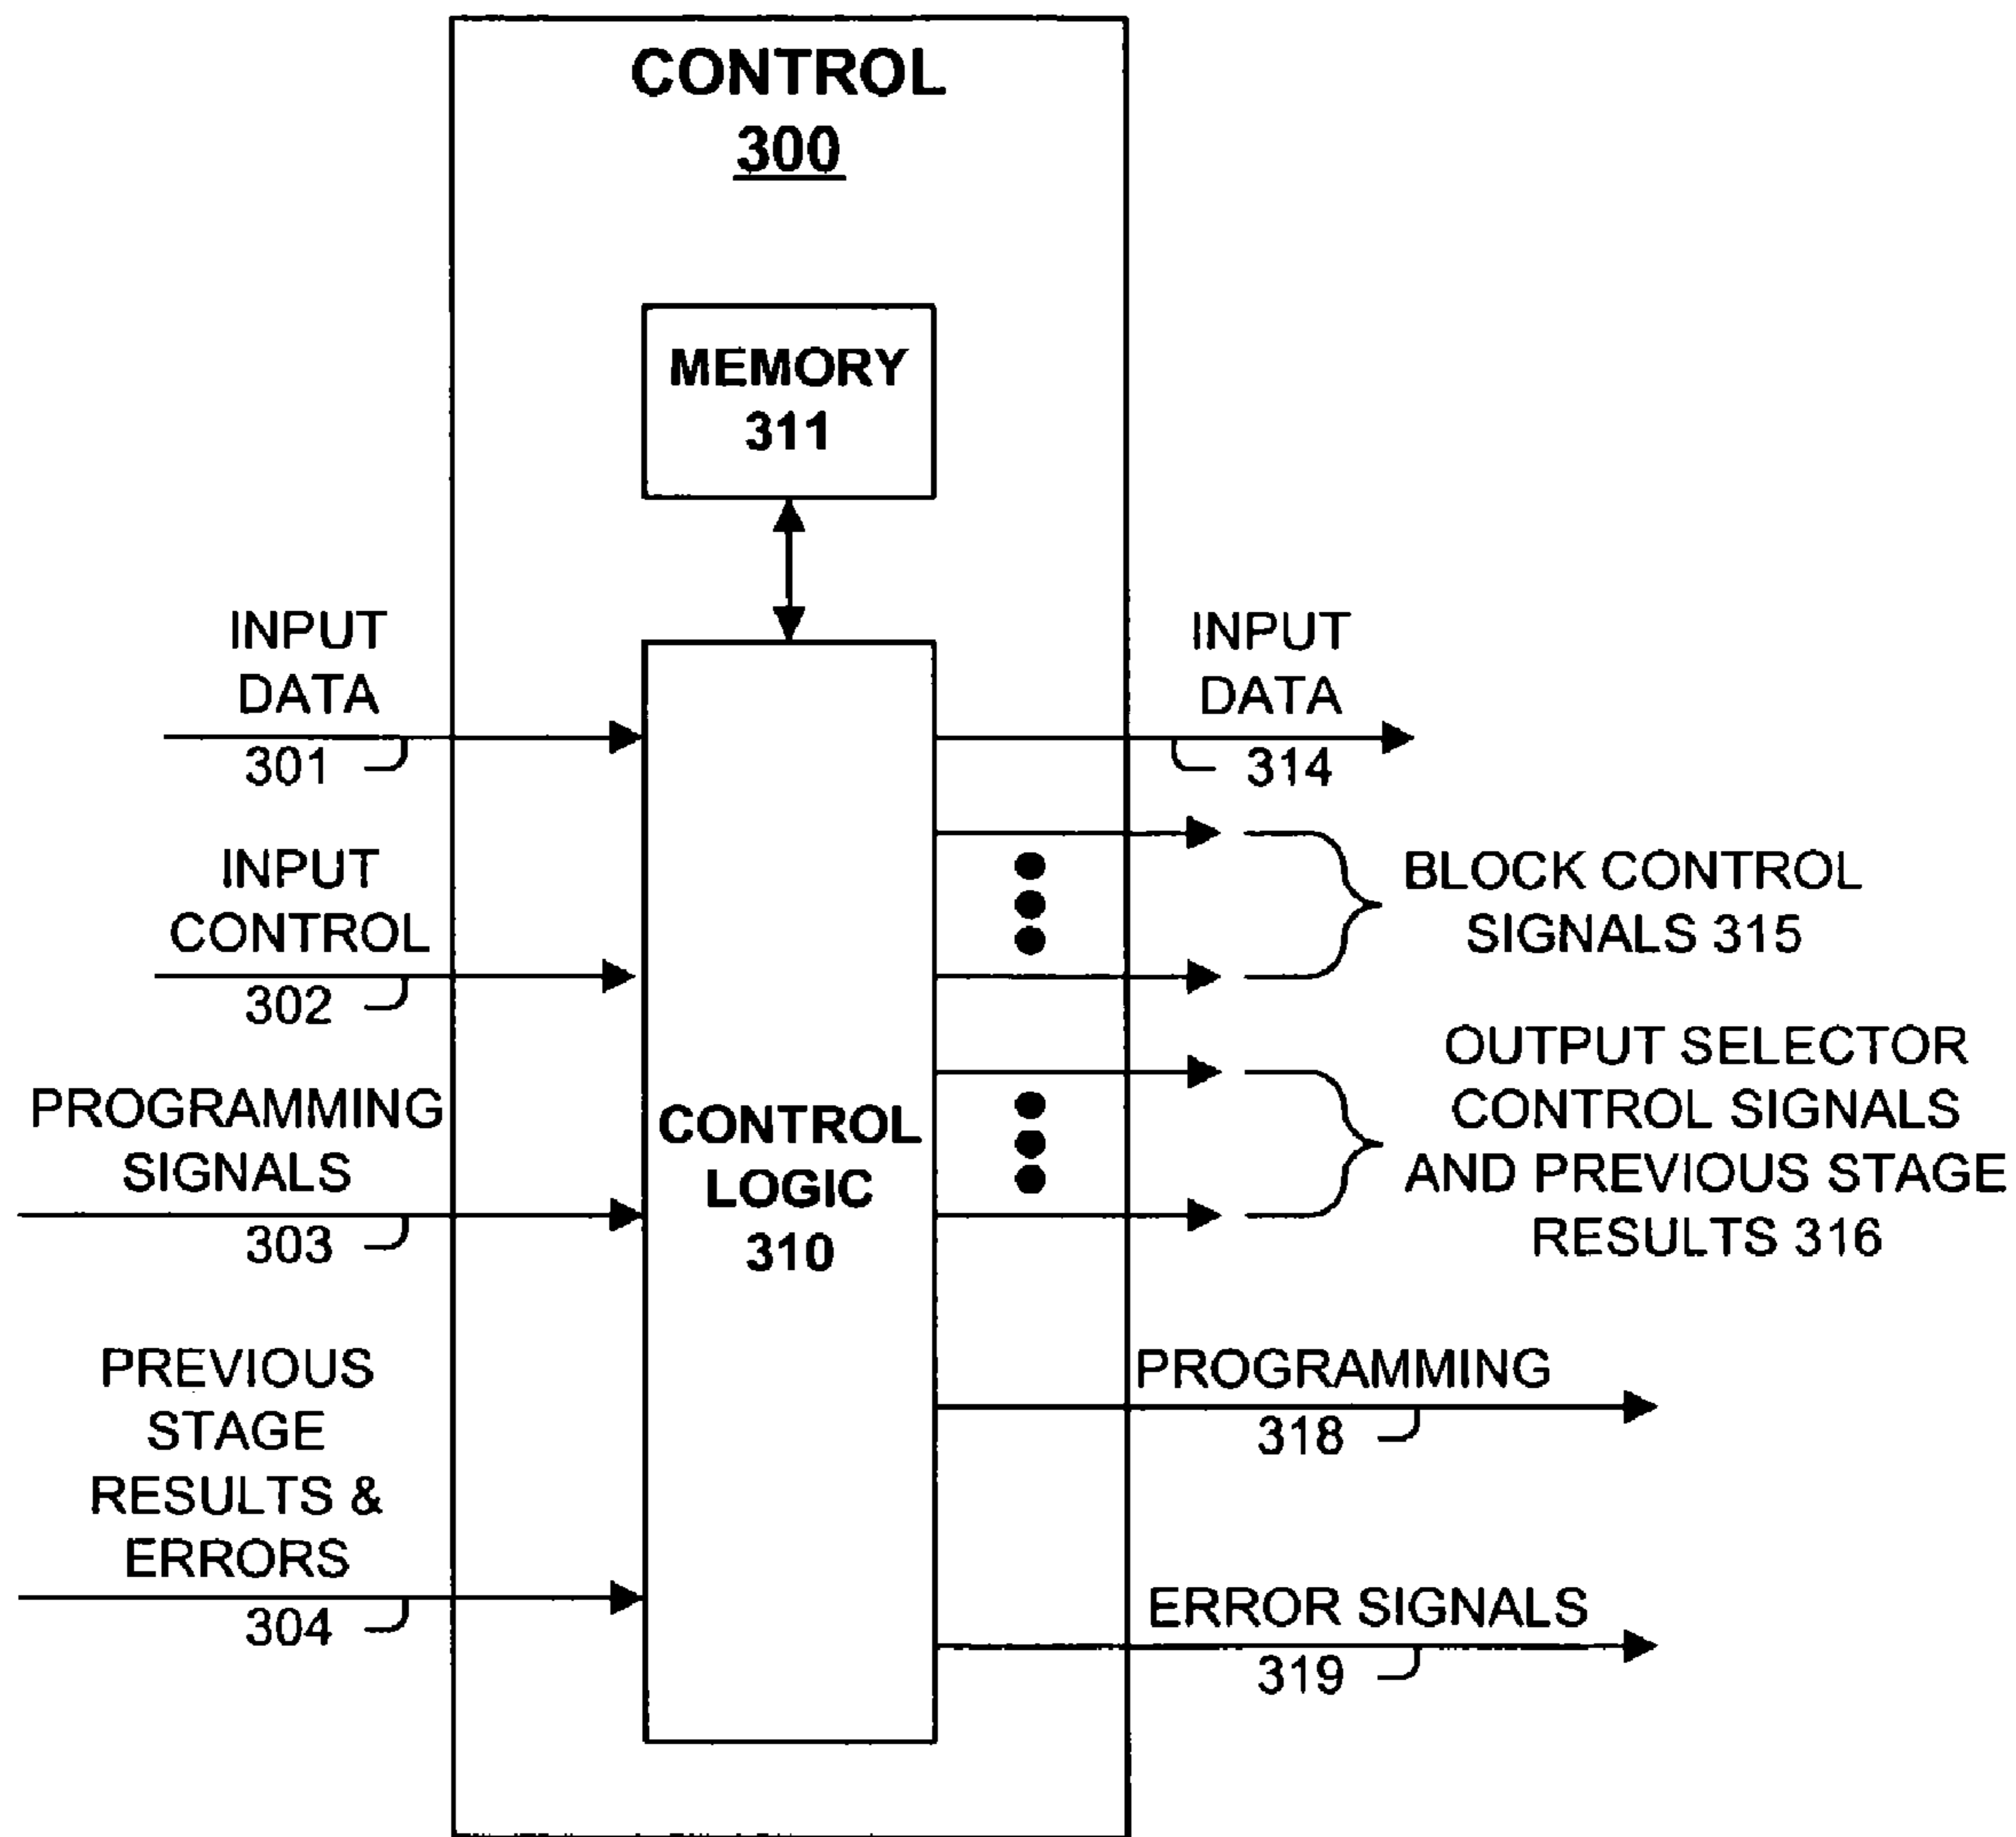 CONTROL
300
MEMORY
311
INPUT
DATA
301
INPUT
CONTROL
302
PROGRAMMING
SIGNALS
303
PREVIOUS
STAGE
RESULTS &
ERRORS
304
CONTROL
LOGIC
310
INPUT
DATA
314
BLOCK CONTROL
SIGNALS 315
OUTPUT SELECTOR
CONTROL SIGNALS
AND PREVIOUS STAGE
RESULTS 316
PROGRAMMING
318
ERROR SIGNALS
319